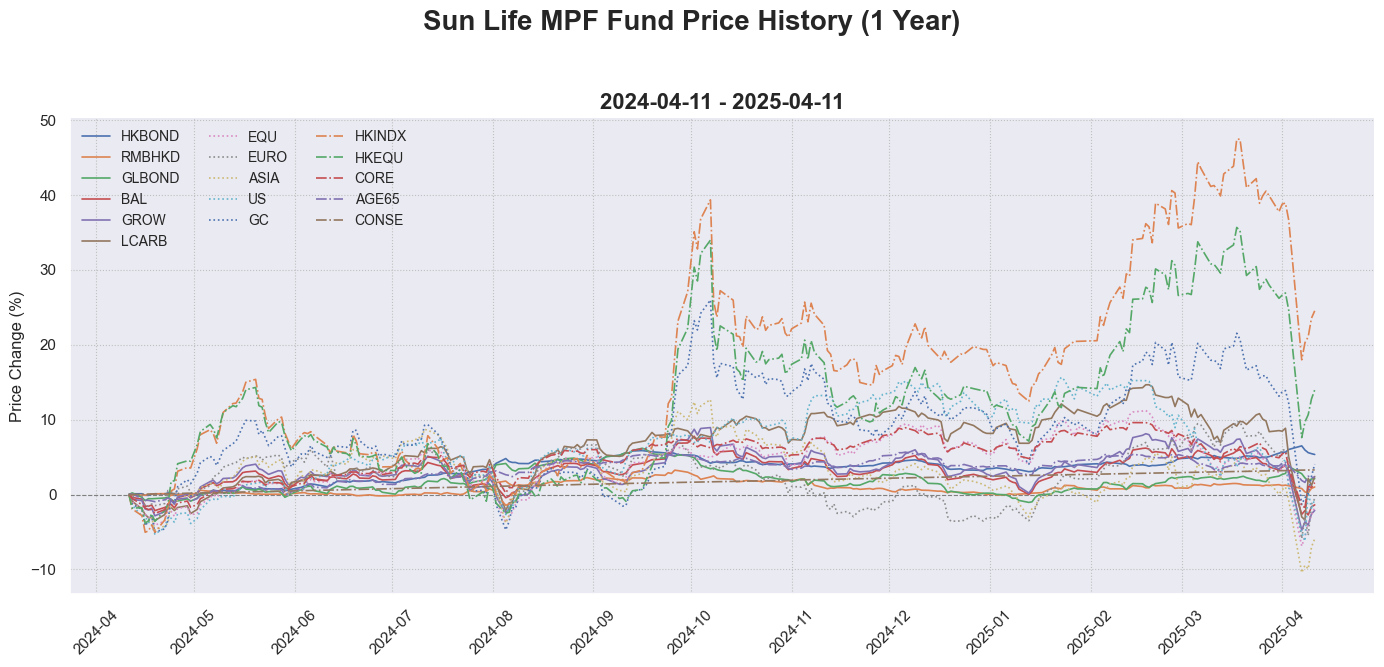 Sun Life MPF Fund Price History (1 Year)
2024-04-11 - 2025-04-11
Price Change (%)
50
40
30
20
10
0
−10
HKBOND
RMBHKD
GLBOND
BAL
GROW
LCARB
EQU
EURO
ASIA
US
GC
HKINDX
HKEQU
CORE
AGE65
CONSE
2024-04
2024-05
2024-06
2024-07
2024-08
2024-09
2024-10
2024-11
2024-12
2025-01
2025-02
2025-03
2025-04